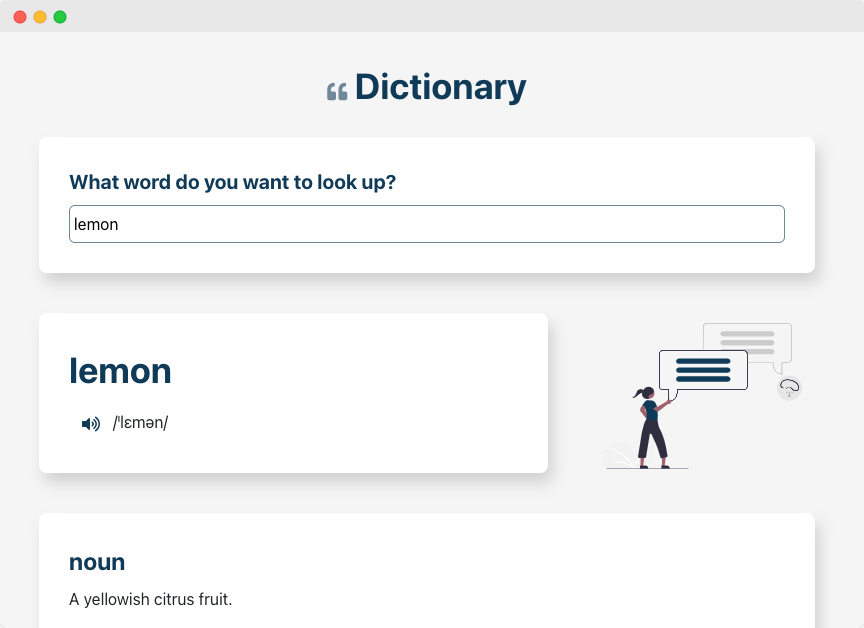 Dictionary
What word do you want to look up?
lemon
lemon
/ˈlɛmən/
noun
A yellowish citrus fruit.